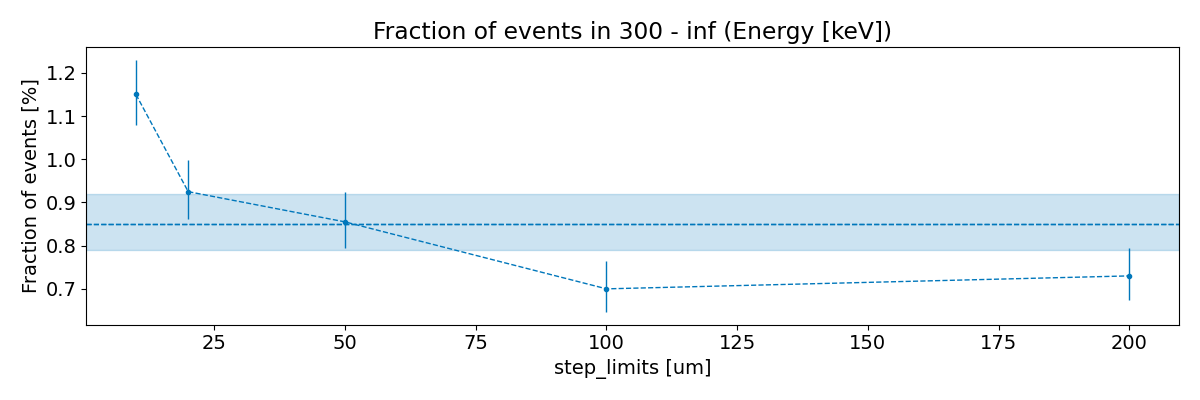 Fraction of events in 300 - inf (Energy [keV])
Fraction of events [%]
1.2
1.1
1.0
0.9
0.8
0.7
25 50 75 100 125 150 175 200
step_limits [um]